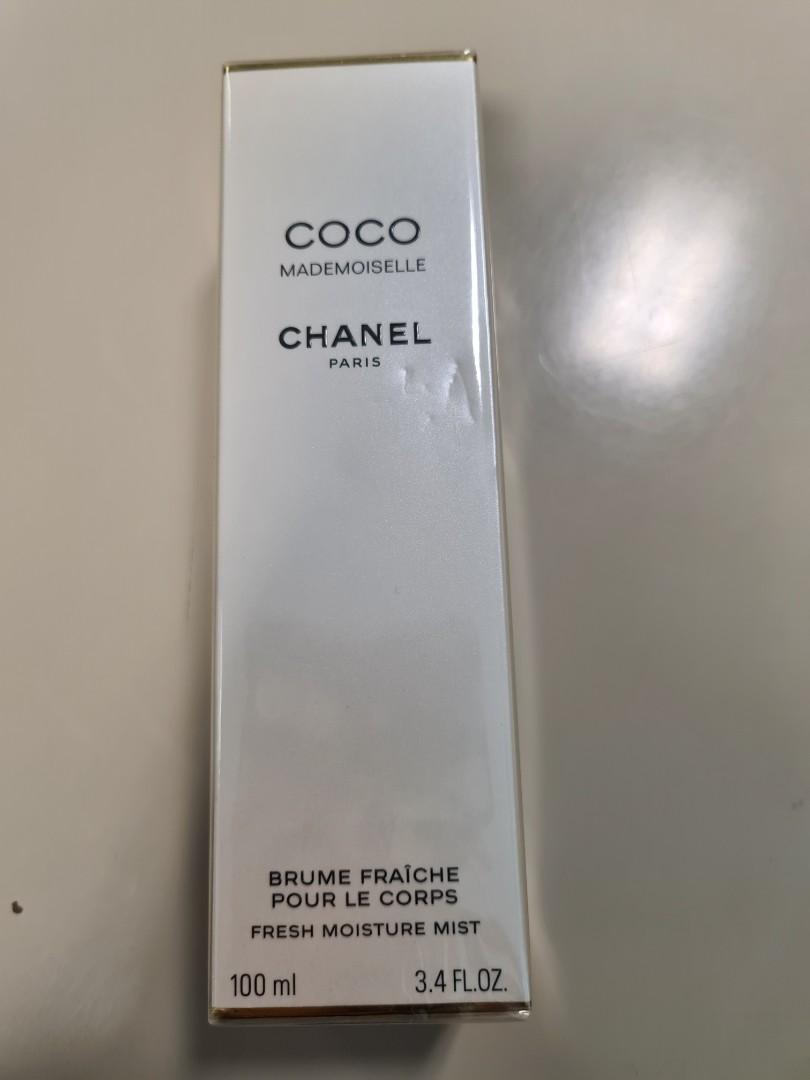 COCO
MADEMOISELLE
CHANEL
PARIS
BRUME FRAÎCHE
POUR LE CORPS
FRESH MOISTURE MIST
100 ml 3.4 FL.OZ.